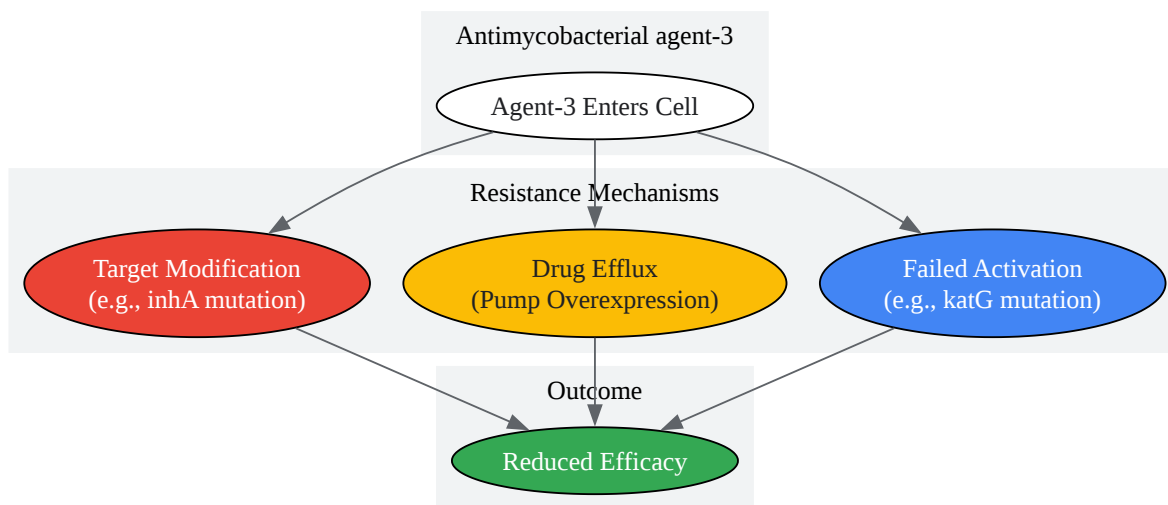 Antimycobacterial agent-3
Agent-3 Enters Cell
Resistance Mechanisms
Target Modification
(e.g., inhA mutation)
Drug Efflux
(Pump Overexpression)
Failed Activation
(e.g., katG mutation)
Outcome
Reduced Efficacy